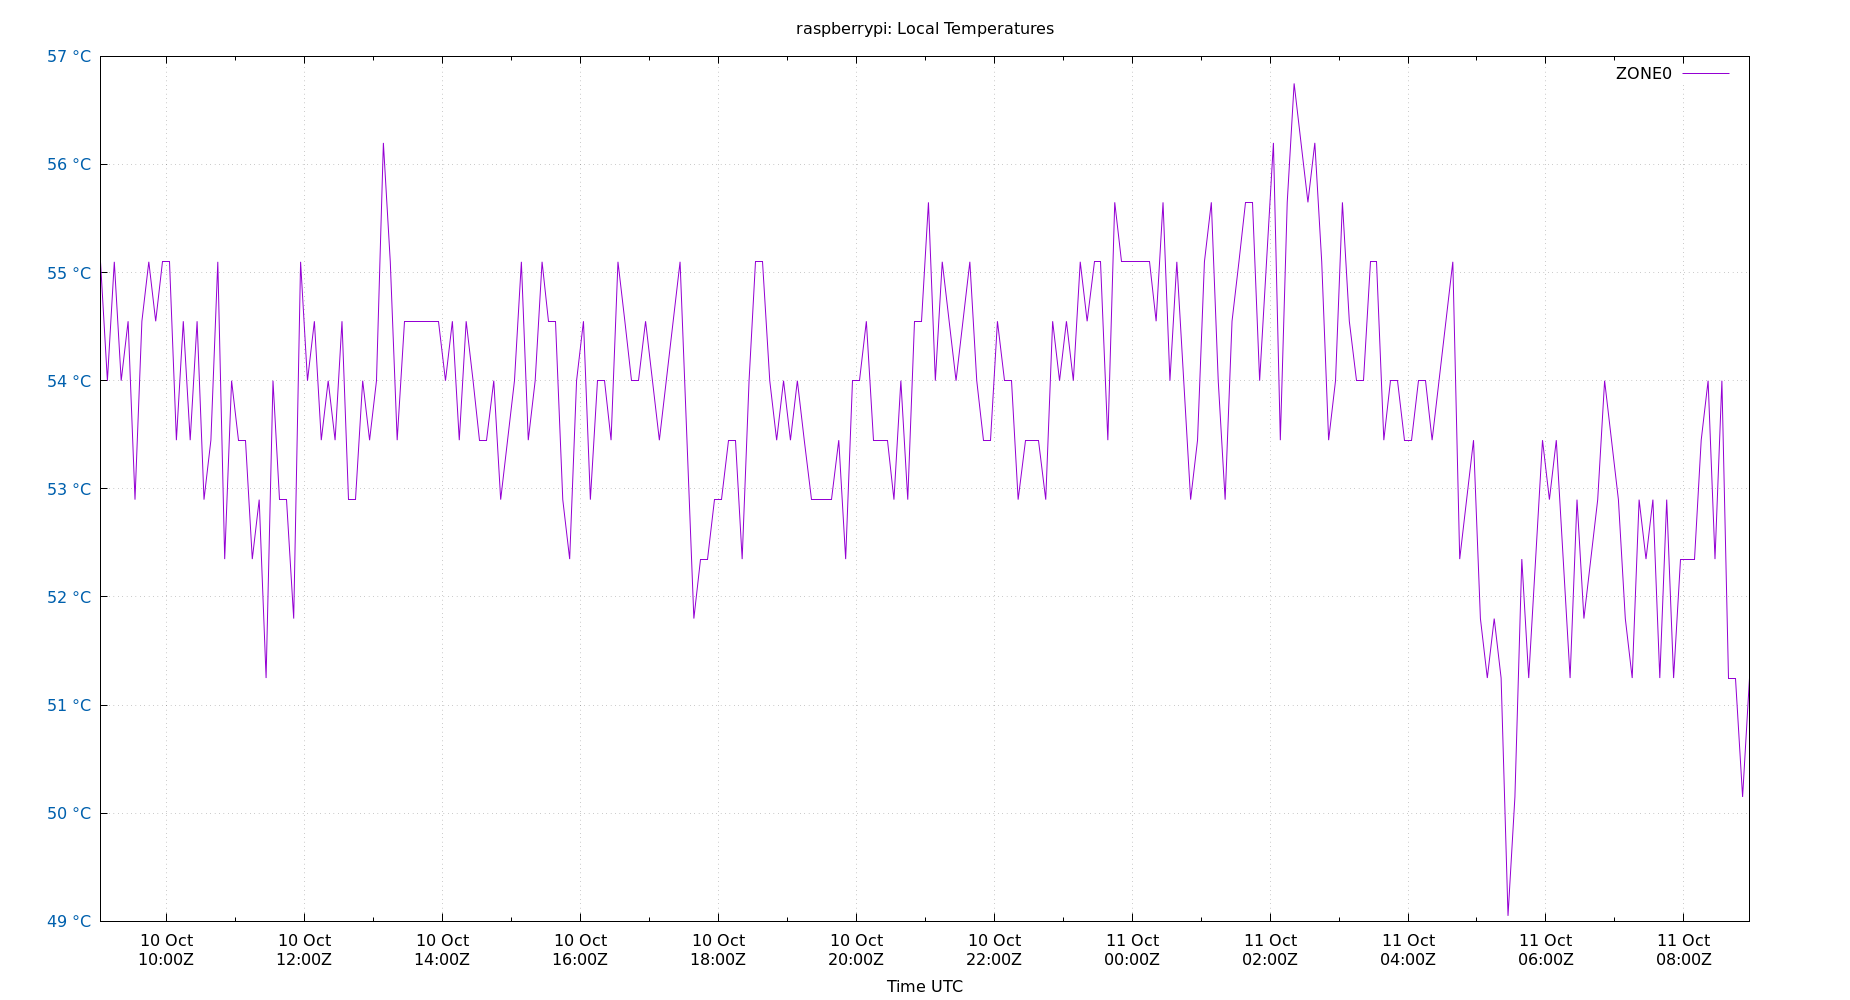 raspberrypi: Local Temperatures
ZONE0
57 °C
56 °C
55 °C
54 °C
53 °C
52 °C
51 °C
50 °C
49 °C
10 Oct
10:00Z
10 Oct
12:00Z
10 Oct
14:00Z
10 Oct
16:00Z
10 Oct
18:00Z
10 Oct
20:00Z
10 Oct
22:00Z
11 Oct
00:00Z
11 Oct
02:00Z
11 Oct
04:00Z
11 Oct
06:00Z
11 Oct
08:00Z
Time UTC